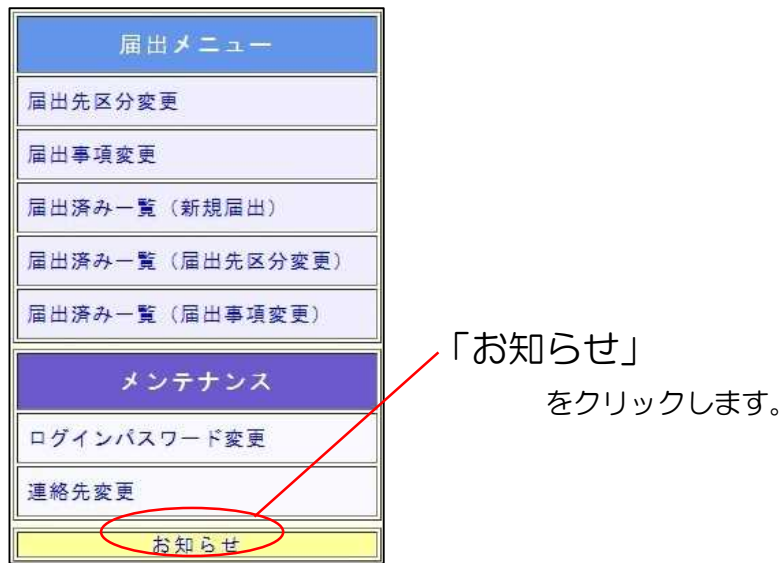 届出メニュー
届出先区分変更
届出事項変更
届出済み一覧（新規届出）
届出済み一覧（届出先区分変更）
届出済み一覧（届出事項変更）
メンテナンス
ログインパスワード変更
連絡先変更
お知らせ
「お知らせ」
をクリックします。